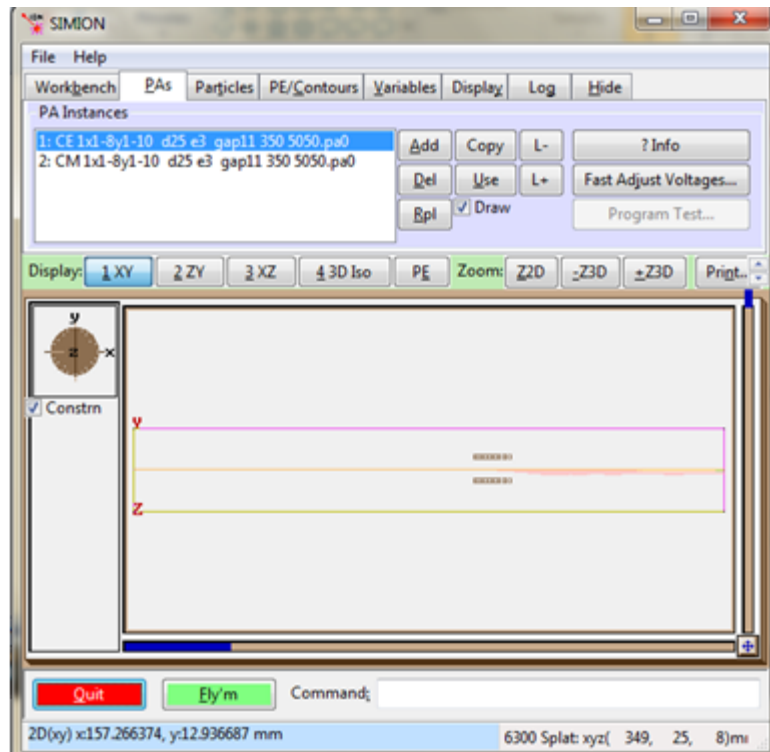 SIMION
File Help
Workbench PAs Particles PE/Contours Variables Display Log Hide
PA Instances
1: CE 1x1-8y1-10 d25 e3 gap11 350 5050.pa0
2: CM 1x1-8y1-10 d25 e3 gap11 350 5050.pa0
Add Copy L- ? Info
Del Use L+ Fast Adjust Voltages...
Rpl Draw Program Test...
Display: 1 XY 2 ZY 3 XZ 4 3D Iso PE Zoom: Z2D -Z3D +Z3D Print..
y
z x
Constrn
y
z
Quit Fly'm Command:
2D(xy) x:157.266374, y:12.936687 mm 6300 Splat: xyz( 349, 25, 8)m